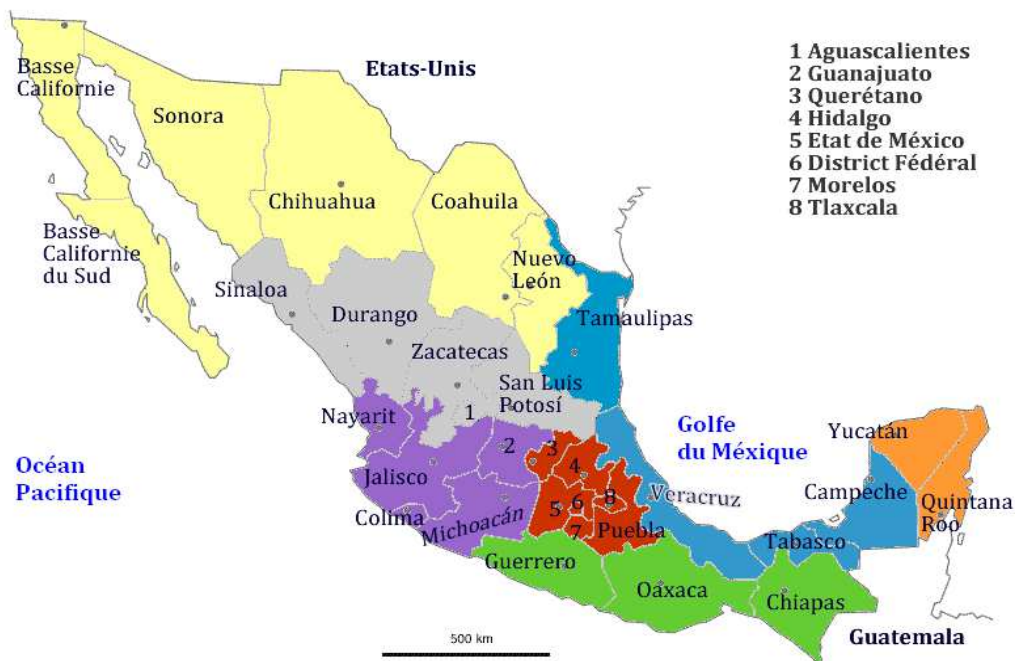 Basse
Californie
Etats-Unis
1 Aguascalientes
2 Guanajuato
3 Querétano
4 Hidalgo
5 Etat de México
6 District Fédéral
7 Morelos
8 Tlaxcala
Sonora
Chihuahua
Coahuila
Basse
Californie
du Sud
Nuevo
León
Sinaloa
Durango
Tamaulipas
Zacatecas
San Luis
Potosí
1
Nayarit
Golfe
du Méxique
Yucatán
2
3
4
Océan
Pacifique
Jalisco
Campeche
8
Veracruz
Quintana
Roo
5
6
Colima
Michoacán
7
Puebla
Tabasco
Guerrero
Oaxaca
Chiapas
Guatemala
500 km